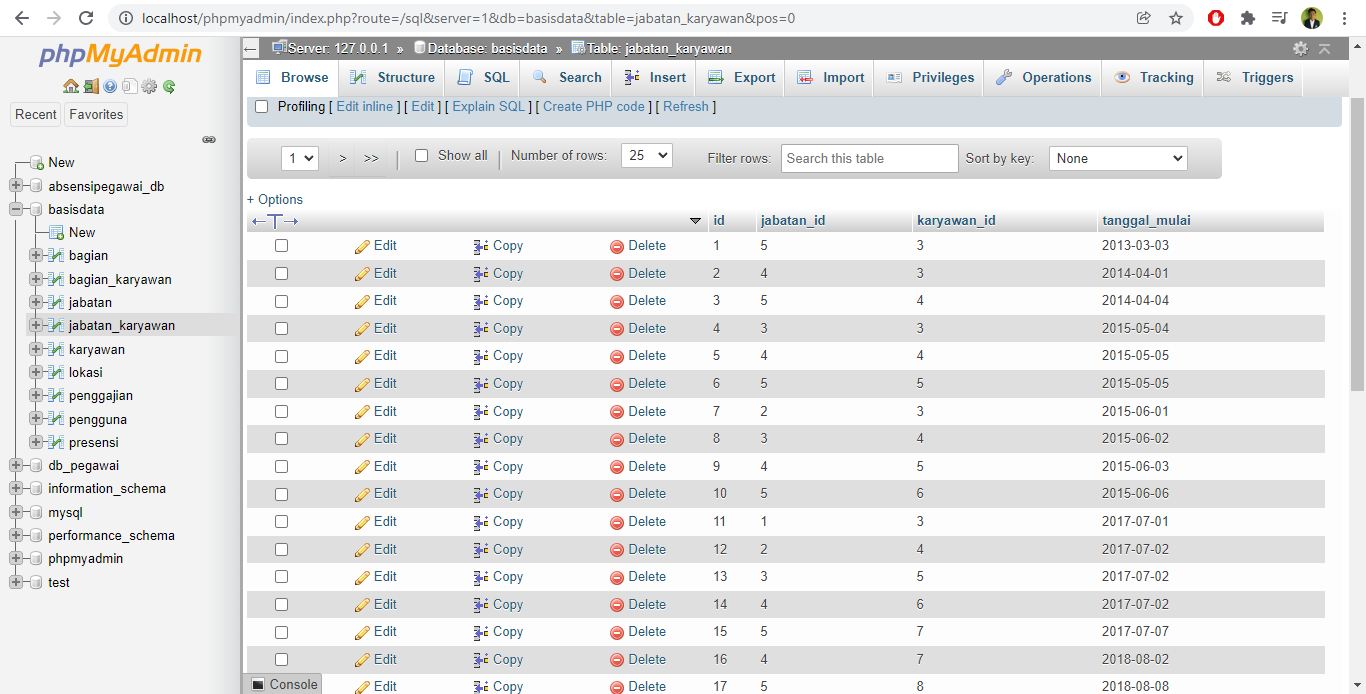 localhost/phpmyadmin/index.php?route=/sql&server=1&db=basisdata&table=jabatan_karyawan&pos=0
phpMyAdmin
Recent Favorites
New
absensipegawai_db
basisdata
New
bagian
bagian_karyawan
jabatan
jabatan_karyawan
karyawan
lokasi
penggajian
pengguna
presensi
db_pegawai
information_schema
mysql
performance_schema
phpmyadmin
test
Server: 127.0.0.1 » Database: basisdata » Table: jabatan_karyawan
Browse Structure SQL Search Insert Export Import Privileges Operations Tracking Triggers
Profiling [ Edit inline ] [ Edit ] [ Explain SQL ] [ Create PHP code ] [ Refresh ]
1 > >> | Show all | Number of rows: 25 Filter rows: Search this table Sort by key: None
+ Options
←T→ id jabatan_id karyawan_id tanggal_mulai
Edit Copy Delete 1 5 3 2013-03-03
Edit Copy Delete 2 4 3 2014-04-01
Edit Copy Delete 3 5 4 2014-04-04
Edit Copy Delete 4 3 3 2015-05-04
Edit Copy Delete 5 4 4 2015-05-05
Edit Copy Delete 6 5 5 2015-05-05
Edit Copy Delete 7 2 3 2015-06-01
Edit Copy Delete 8 3 4 2015-06-02
Edit Copy Delete 9 4 5 2015-06-03
Edit Copy Delete 10 5 6 2015-06-06
Edit Copy Delete 11 1 3 2017-07-01
Edit Copy Delete 12 2 4 2017-07-02
Edit Copy Delete 13 3 5 2017-07-02
Edit Copy Delete 14 4 6 2017-07-02
Edit Copy Delete 15 5 7 2017-07-07
Edit Copy Delete 16 4 7 2018-08-02
Edit Copy Delete 17 5 8 2018-08-08
Console